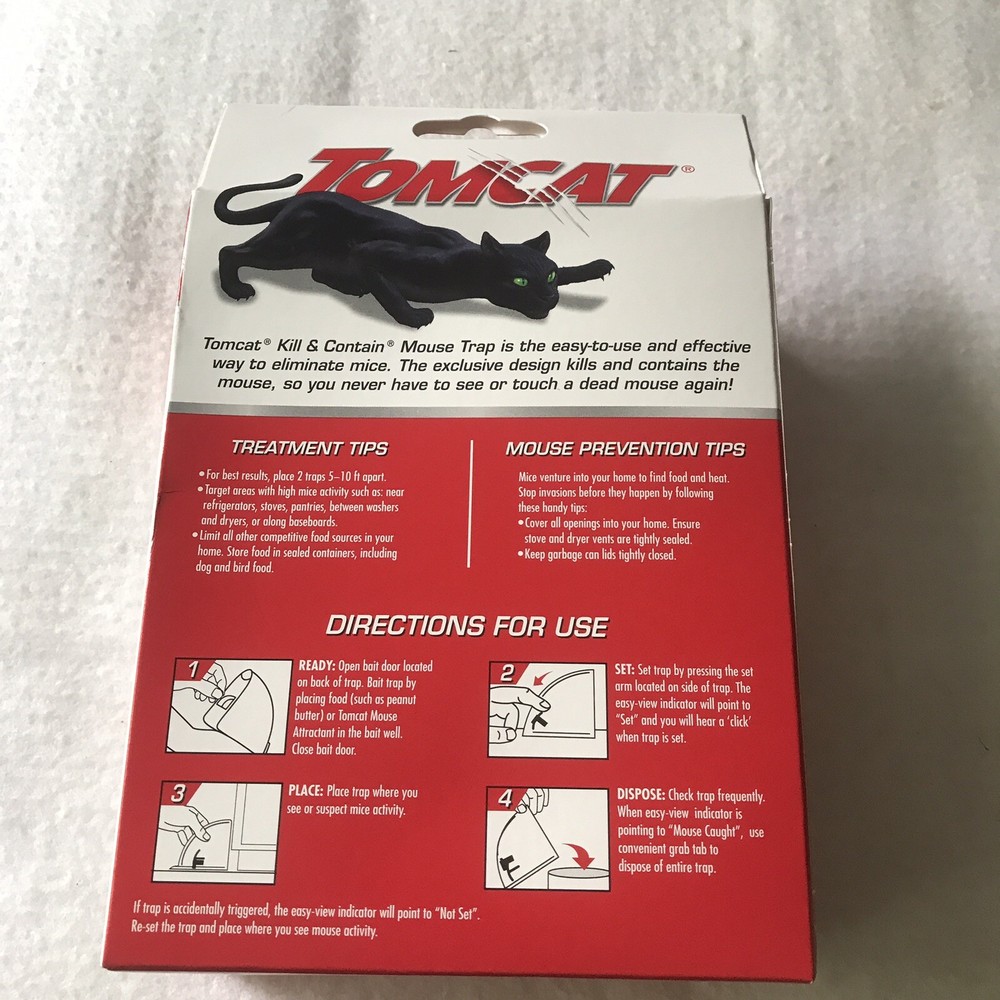 TOMCAT®
Tomcat® Kill & Contain® Mouse Trap is the easy-to-use and effective
way to eliminate mice. The exclusive design kills and contains the
mouse, so you never have to see or touch a dead mouse again!
TREATMENT TIPS
• For best results, place 2 traps 5–10 ft apart.
• Target areas with high mice activity such as: near
refrigerators, stoves, pantries, between washers
and dryers, or along baseboards.
• Limit all other competitive food sources in your
home. Store food in sealed containers, including
dog and bird food.
MOUSE PREVENTION TIPS
Mice venture into your home to find food and heat.
Stop invasions before they happen by following
these handy tips:
• Cover all openings into your home. Ensure
stove and dryer vents are tightly sealed.
• Keep garbage can lids tightly closed.
DIRECTIONS FOR USE
1
READY: Open bait door located
on back of trap. Bait trap by
placing food (such as peanut
butter) or Tomcat Mouse
Attractant in the bait well.
Close bait door.
2
SET: Set trap by pressing the set
arm located on side of trap. The
easy-view indicator will point to
"Set" and you will hear a 'click'
when trap is set.
3
PLACE: Place trap where you
see or suspect mice activity.
4
DISPOSE: Check trap frequently.
When easy-view indicator is
pointing to "Mouse Caught", use
convenient grab tab to
dispose of entire trap.
If trap is accidentally triggered, the easy-view indicator will point to "Not Set".
Re-set the trap and place where you see mouse activity.